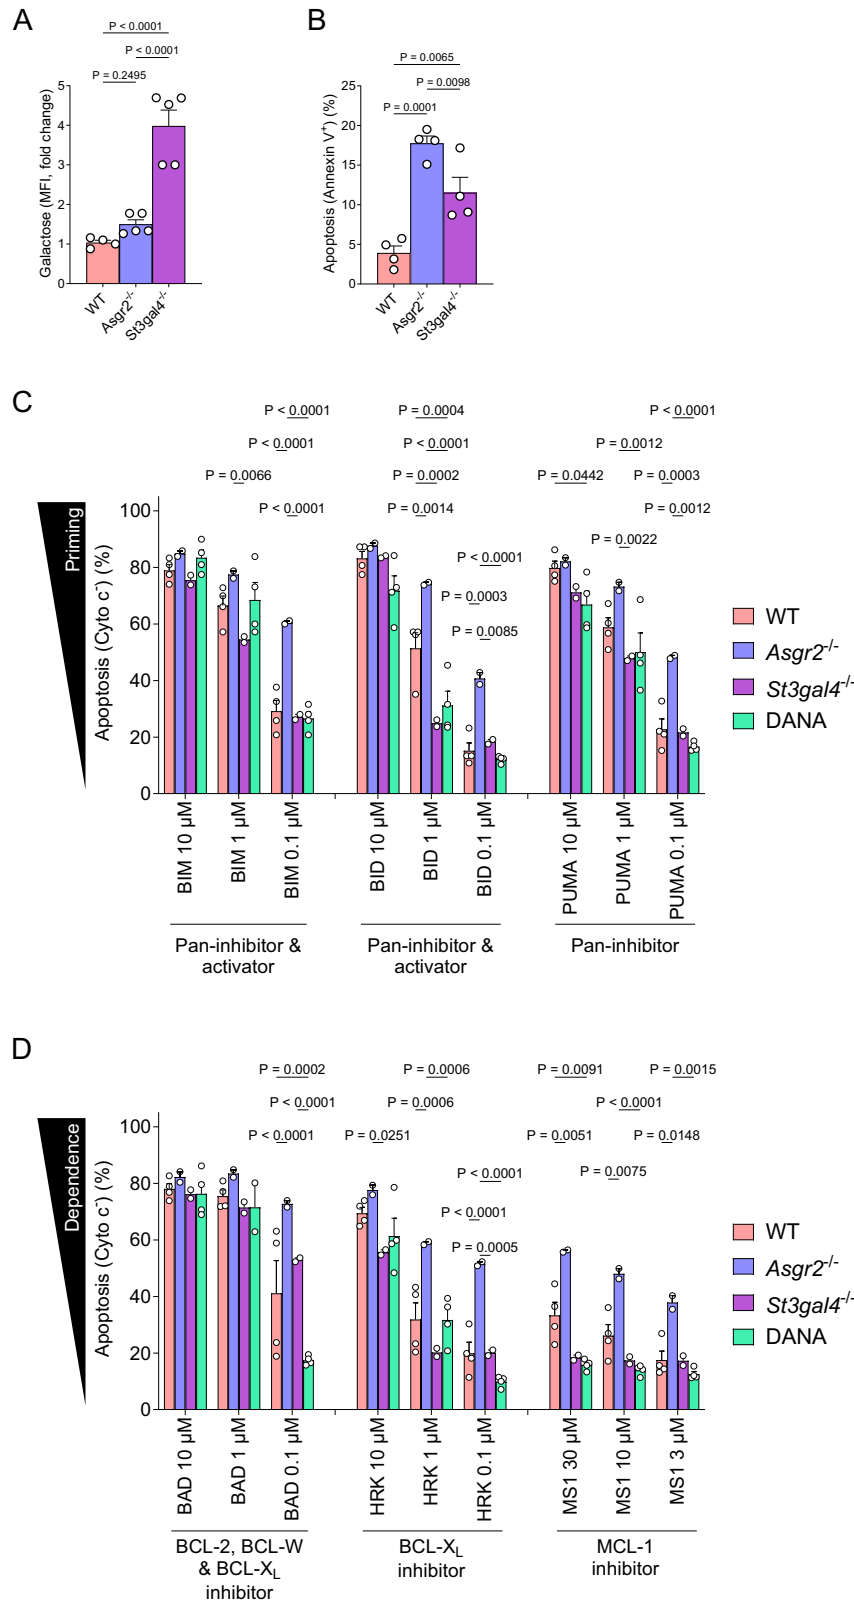 A
P < 0.0001
P < 0.0001
P = 0.2495
Galactose (MFI, fold change)
5
4
3
2
1
0
WT
Asgr2-/-
St3gal4-/-
B
P = 0.0065
P = 0.0098
P = 0.0001
Apoptosis (Annexin V+) (%)
25
20
15
10
5
0
WT
Asgr2-/-
St3gal4-/-
C
P < 0.0001
P < 0.0001
P = 0.0066
P < 0.0001
P = 0.0004
P < 0.0001
P = 0.0002
P = 0.0014
P < 0.0001
P = 0.0003
P = 0.0085
P < 0.0001
P = 0.0012
P = 0.0442
P = 0.0003
P = 0.0012
P = 0.0022
Priming
Apoptosis (Cyto c-) (%)
100
80
60
40
20
0
BIM 10 µM
BIM 1 µM
BIM 0.1 µM
BID 10 µM
BID 1 µM
BID 0.1 µM
PUMA 10 µM
PUMA 1 µM
PUMA 0.1 µM
Pan-inhibitor &
activator
Pan-inhibitor &
activator
Pan-inhibitor
WT
Asgr2-/-
St3gal4-/-
DANA
D
P = 0.0002
P < 0.0001
P < 0.0001
P = 0.0006
P = 0.0006
P = 0.0251
P < 0.0001
P < 0.0001
P = 0.0005
P = 0.0091
P = 0.0015
P < 0.0001
P = 0.0051
P = 0.0148
P = 0.0075
Dependence
Apoptosis (Cyto c-) (%)
100
80
60
40
20
0
BAD 10 µM
BAD 1 µM
BAD 0.1 µM
HRK 10 µM
HRK 1 µM
HRK 0.1 µM
MS1 30 µM
MS1 10 µM
MS1 3 µM
BCL-2, BCL-W
& BCL-XL
inhibitor
BCL-XL
inhibitor
MCL-1
inhibitor
WT
Asgr2-/-
St3gal4-/-
DANA